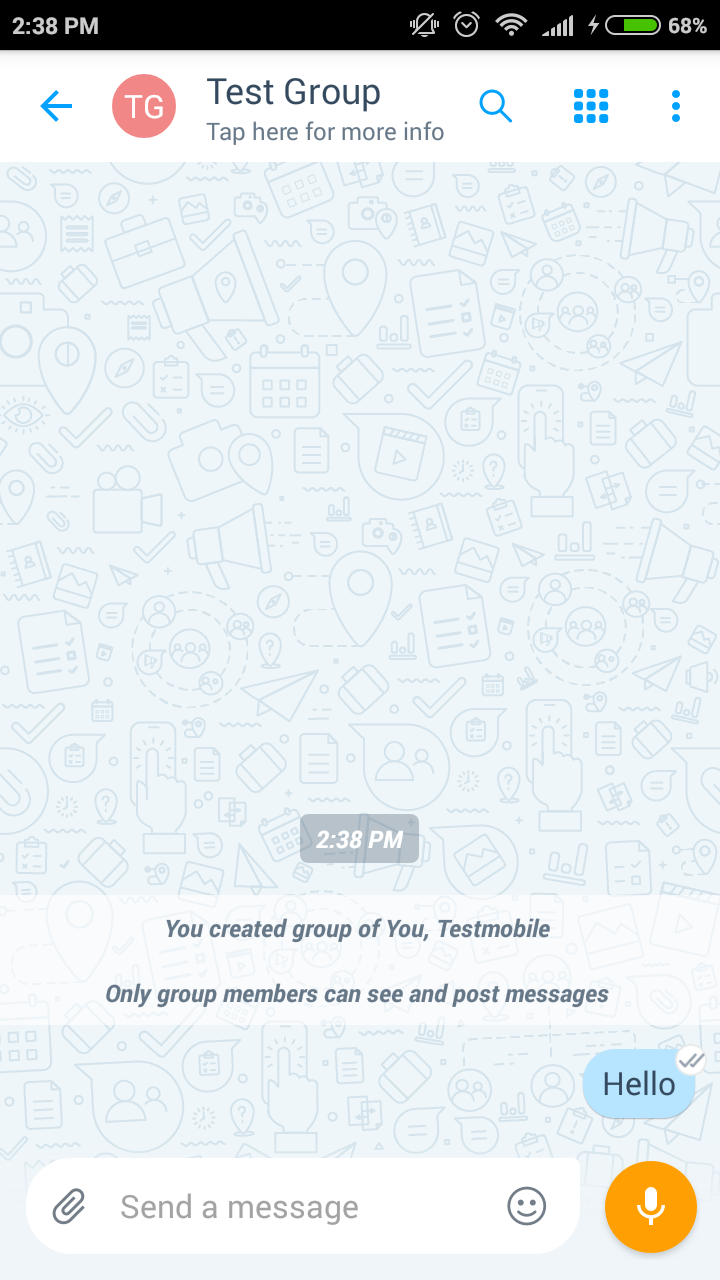 2:38 PM
68%
TG
Test Group
Tap here for more info
2:38 PM
You created group of You, Testmobile
Only group members can see and post messages
Hello
Send a message